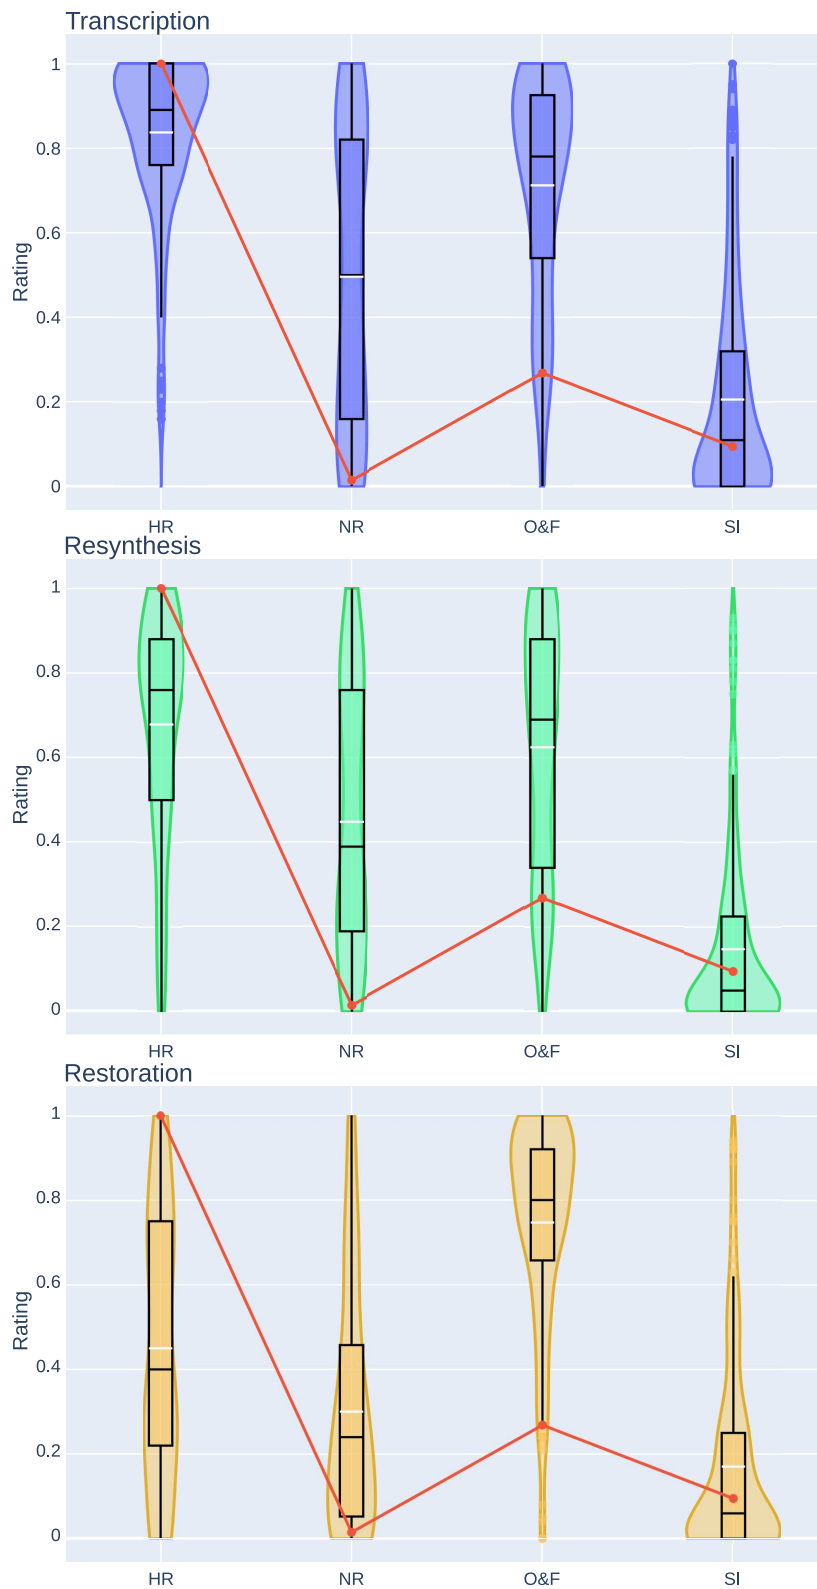 Transcription
1
0.8
0.6
0.4
0.2
0
Rating
HR NR O&F SI
Resynthesis
1
0.8
0.6
0.4
0.2
0
Rating
HR NR O&F SI
Restoration
1
0.8
0.6
0.4
0.2
0
Rating
HR NR O&F SI